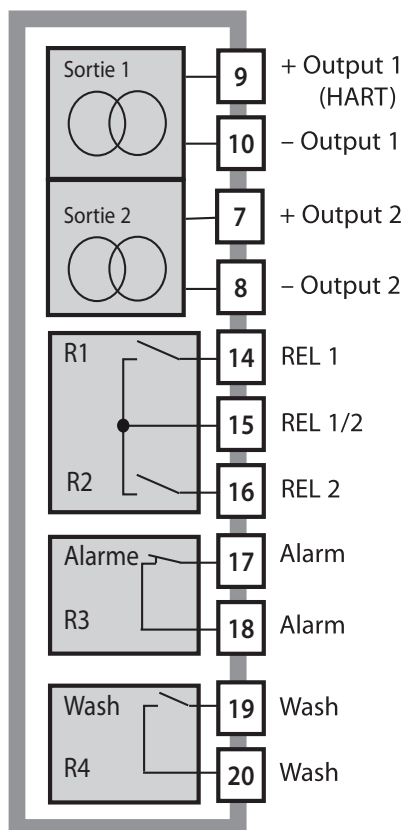 Sortie 1
9
+ Output 1
(HART)
10
– Output 1
Sortie 2
7
+ Output 2
8
– Output 2
R1
14
REL 1
15
REL 1/2
R2
16
REL 2
Alarme
17
Alarm
R3
18
Alarm
Wash
19
Wash
R4
20
Wash